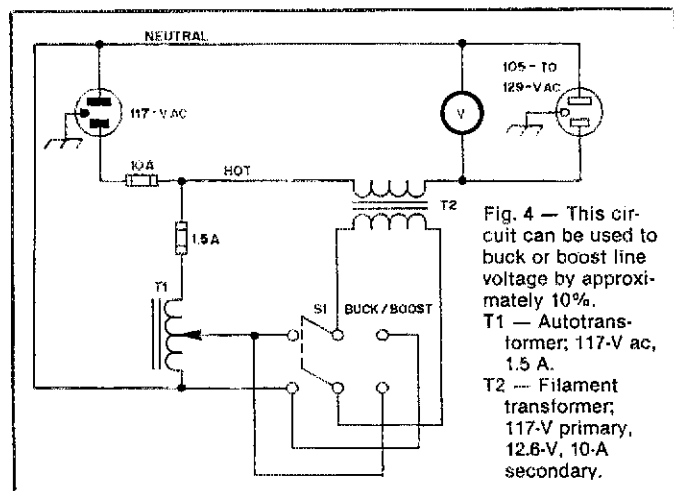 NEUTRAL
117-VAC
105- TO
129-VAC
V
10A
HOT
T2
1.5A
T1
S1 BUCK/BOOST
Fig. 4 — This cir-
cuit can be used to
buck or boost line
voltage by approxi-
mately 10%.
T1 — Autotrans-
former; 117-V ac,
1.5 A.
T2 — Filament
transformer;
117-V primary,
12.6-V, 10-A
secondary.